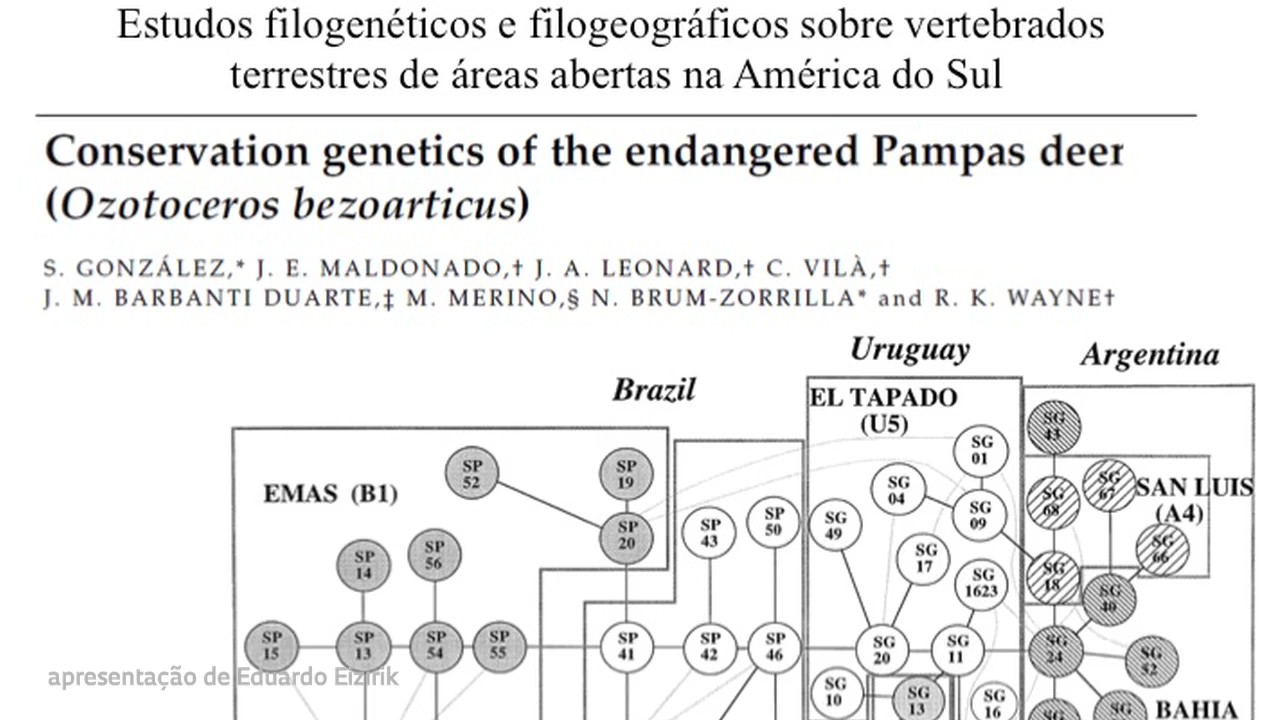 Estudos filogenéticos e filogeográficos sobre vertebrados
terrestres de áreas abertas na América do Sul
Conservation genetics of the endangered Pampas deer
(Ozotoceros bezoarticus)
S. GONZÁLEZ,* J. E. MALDONADO,† J. A. LEONARD,† C. VILÀ,†
J. M. BARBANTI DUARTE,‡ M. MERINO,§ N. BRUM-ZORRILLA* and R. K. WAYNE†
Brazil
Uruguay
Argentina
EMAS (B1)
SP
52
SP
19
SP
20
SP
14
SP
56
SP
15
SP
13
SP
54
SP
55
SP
43
SP
50
SP
41
SP
42
SP
46
EL TAPADO
(U5)
SG
01
SG
04
SG
09
SG
49
SG
17
SG
1623
SG
20
SG
11
SG
10
SG
13
SG
16
SG
43
SG
68
SG
67
SAN LUIS
(A4)
SG
66
SG
18
SG
40
SG
24
SG
52
SG
SG
BAHIA
apresentação de Eduardo Eizirik